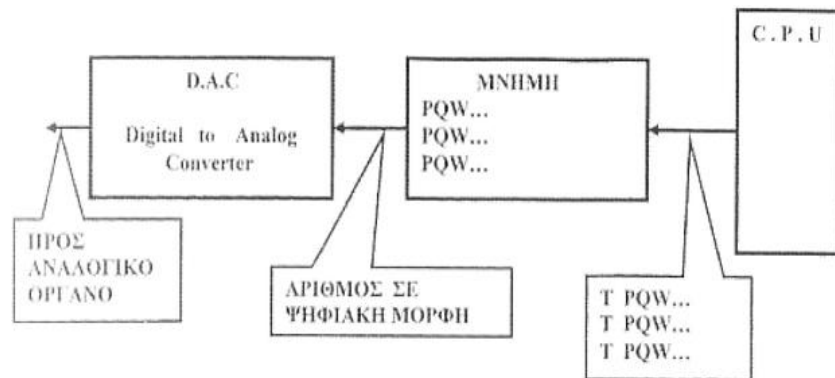 C.P.U
D.A.C
Digital to Analog
Converter
ΜΝΗΜΗ
PQW...
PQW...
PQW...
ΠΡΟΣ
ΑΝΑΛΟΓΙΚΟ
ΟΡΓΑΝΟ
ΑΡΙΘΜΟΣ ΣΕ
ΨΗΦΙΑΚΗ ΜΟΡΦΗ
T PQW...
T PQW...
T PQW...